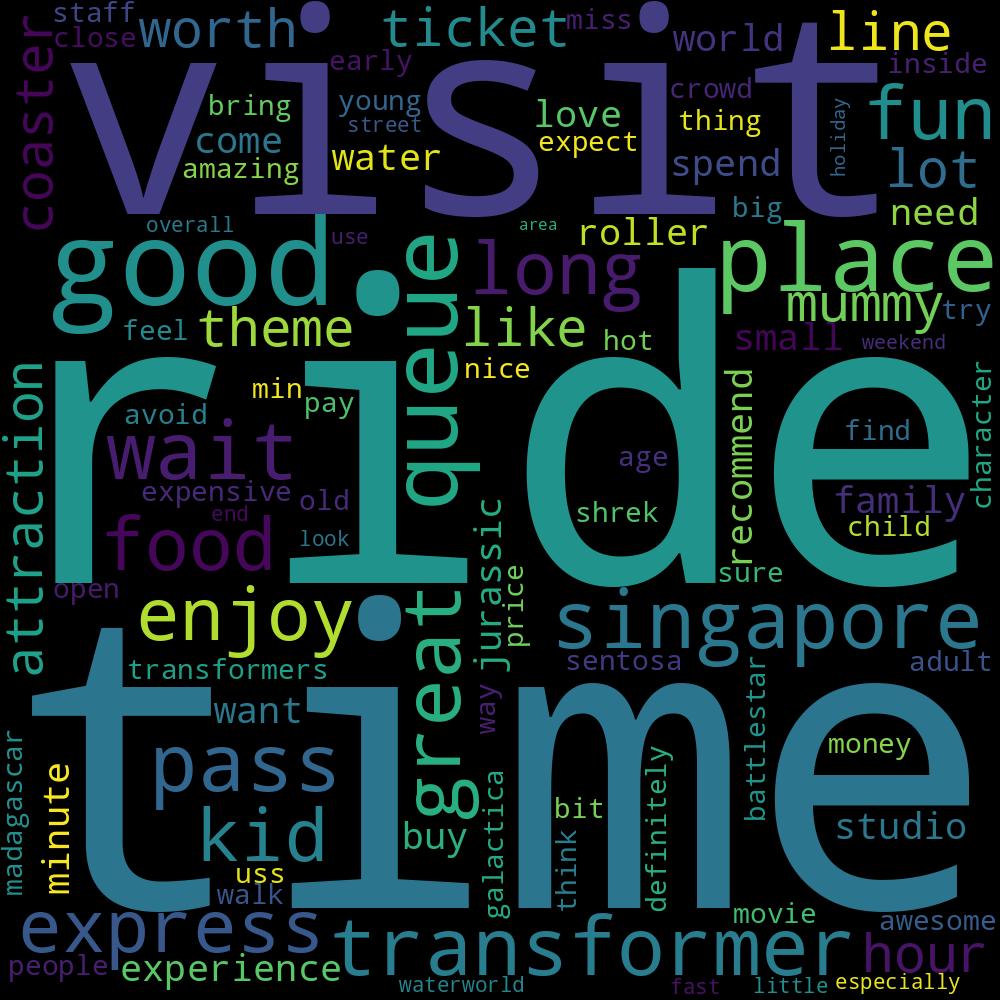 staff
close
worth
ticket
miss
world
line
coaster
visit
early
inside
bring
young
street
love
crowd
thing
holiday
fun
come
amazing
water
expect
spend
lot
overall
use
area
big
need
good
queue
long
roller
place
feel
theme
like
hot
mummy
try
small
weekend
attraction
ride
min
pay
nice
avoid
wait
recommend
find
character
expensive
old
age
family
end
food
look
shrek
child
open
jurassic
price
sure
enjoy
great
singapore
transformers
way
sentosa
adult
want
time
battlestar
madagascar
minute
pass
money
kid
buy
galactica
bit
think
definitely
studio
uss
walk
express
movie
awesome
people
experience
transformer
hour
waterworld
fast
little
especially